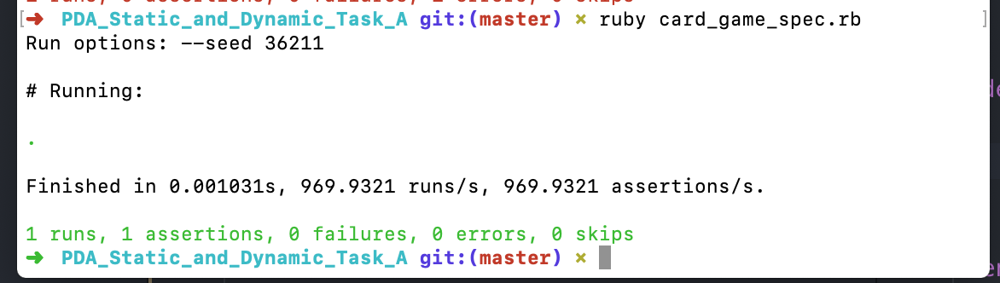 ➜ PDA_Static_and_Dynamic_Task_A git:(master) × ruby card_game_spec.rb
Run options: --seed 36211
# Running:
.
Finished in 0.001031s, 969.9321 runs/s, 969.9321 assertions/s.
1 runs, 1 assertions, 0 failures, 0 errors, 0 skips
➜ PDA_Static_and_Dynamic_Task_A git:(master) ×